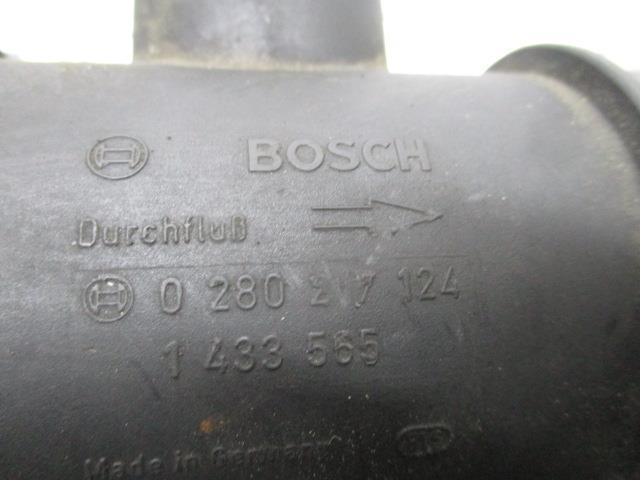 BOSCH
Durchfluß
0 280 217 124
1 433 565
Made in Germany